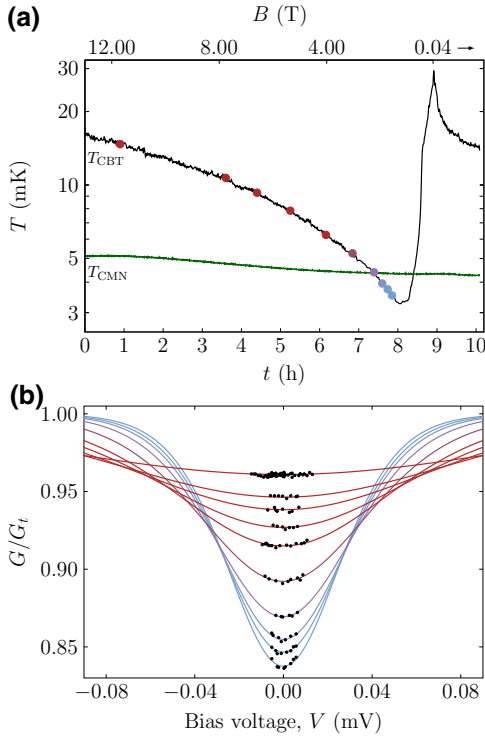 (a)
B (T)
12.00 8.00 4.00 0.04 →
30
20
10
5
4
3
T (mK)
T_CBT
T_CMN
0 1 2 3 4 5 6 7 8 9 10
t (h)
(b)
1.00
0.95
0.90
0.85
G/G_t
−0.08 −0.04 0.00 0.04 0.08
Bias voltage, V (mV)